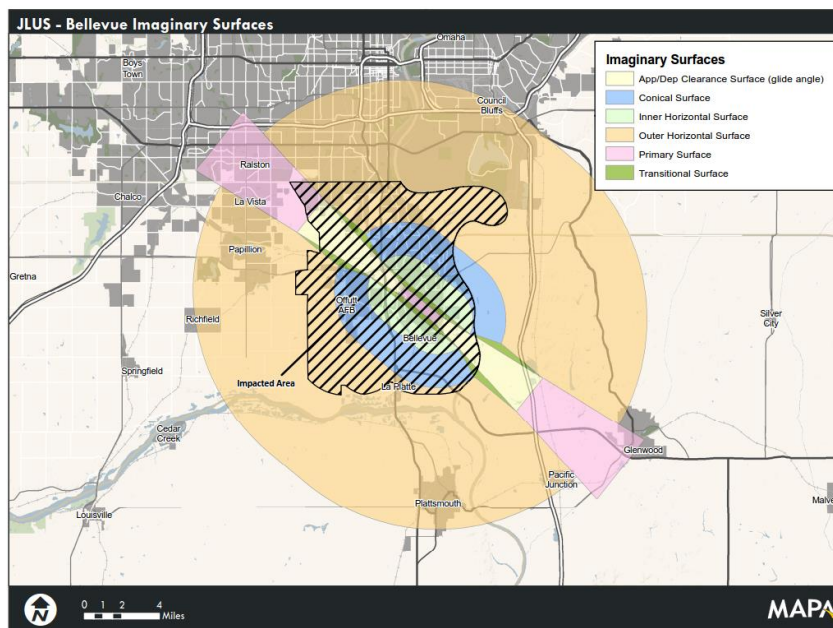 JLUS - Bellevue Imaginary Surfaces
Omaha
Boys
Town
Council
Bluffs
Imaginary Surfaces
App/Dep Clearance Surface (glide angle)
Conical Surface
Inner Horizontal Surface
Outer Horizontal Surface
Primary Surface
Transitional Surface
Ralston
Chalco
La Vista
Papillion
Gretna
Offutt
AFB
Richfield
Silver
City
Bellevue
Springfield
Impacted Area
La Platte
Cedar
Creek
Glenwood
Pacific
Junction
Plattsmouth
Malve
Louisville
N
0 1 2 4
Miles
MAPA